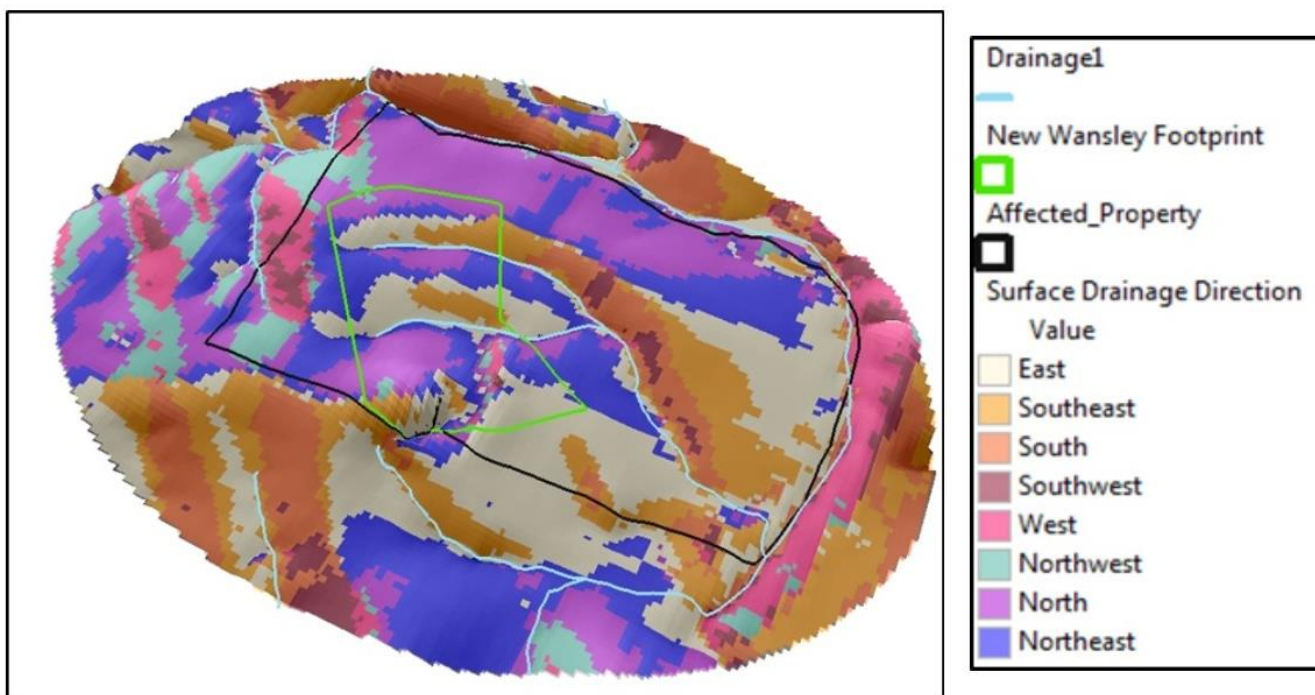 Drainage1
New Wansley Footprint
Affected_Property
Surface Drainage Direction
Value
East
Southeast
South
Southwest
West
Northwest
North
Northeast